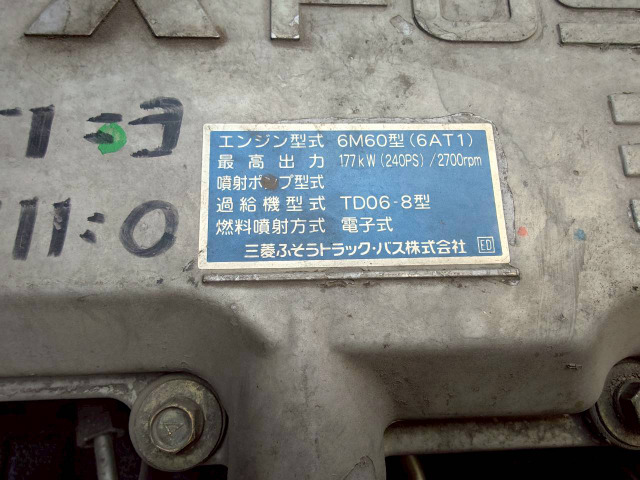 エンジン型式 6M60型(6AT1)
最高出力 177kW(240PS)/2700rpm
噴射ポンプ型式
過給機型式 TD06-8型
燃料噴射方式 電子式
三菱ふそうトラック・バス株式会社 ED
11:0